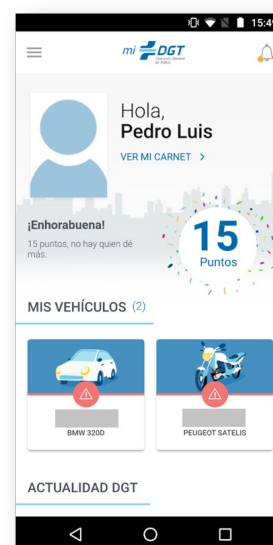 15:49
mi DGT
Dirección General
de Tráfico
Hola,
Pedro Luis
VER MI CARNET >
¡Enhorabuena!
15 puntos, no hay quien dé
más.
15
Puntos
MIS VEHÍCULOS (2)
BMW 320D
PEUGEOT SATELIS
ACTUALIDAD DGT